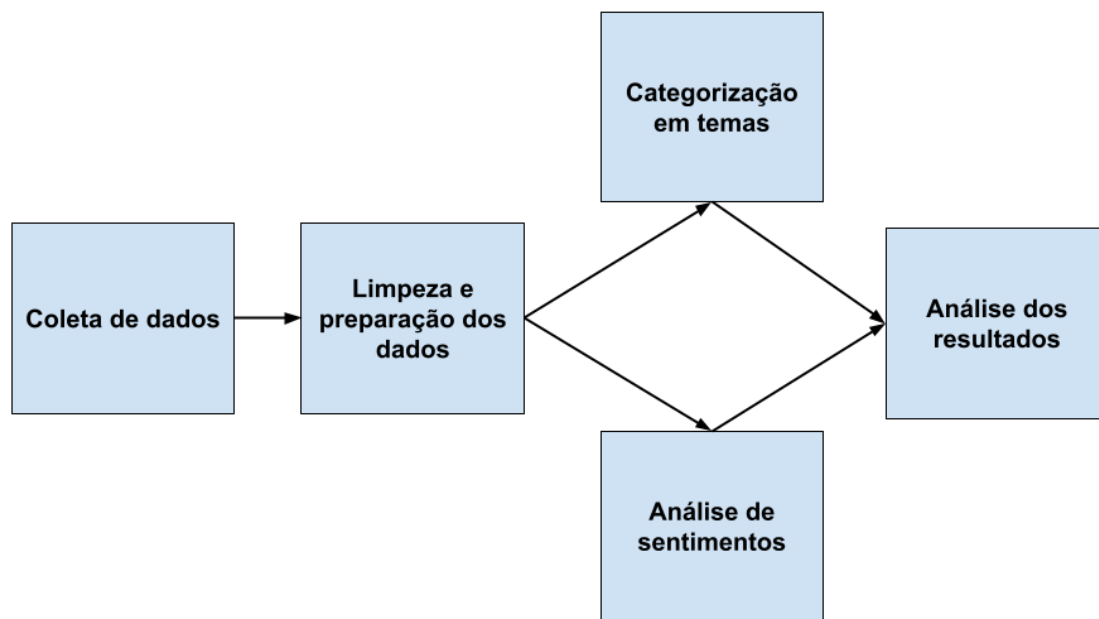 Categorização
em temas
Coleta de dados
Limpeza e
preparação dos
dados
Análise dos
resultados
Análise de
sentimentos